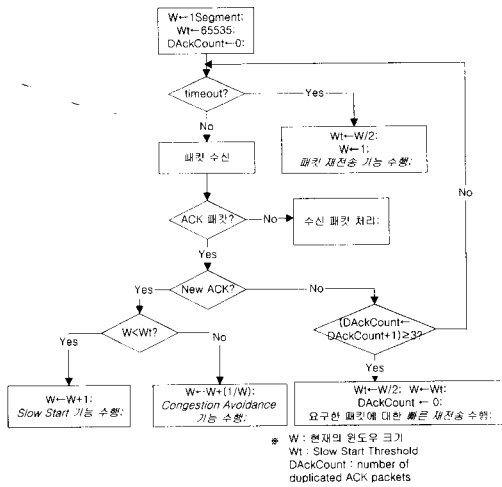 W←1Segment;
Wt←65535;
DAckCount←0;
timeout?
Yes
No
Wt←W/2;
W←1;
패킷 재전송 기능 수행;
패킷 수신
No
ACK 패킷?
No
수신 패킷 처리;
Yes
Yes
New ACK?
No
W<Wt?
(DAckCount←
DAckCount+1)≥3?
Yes
No
Yes
W←W+1;
Slow Start 기능 수행;
W←W+(1/W);
Congestion Avoidance
기능 수행;
Wt←W/2; W←Wt;
DAckCount ← 0;
요구한 패킷에 대한 빠른 재전송 수행;
※ W : 현재의 윈도우 크기
Wt : Slow Start Threshold
DAckCount : number of
duplicated ACK packets